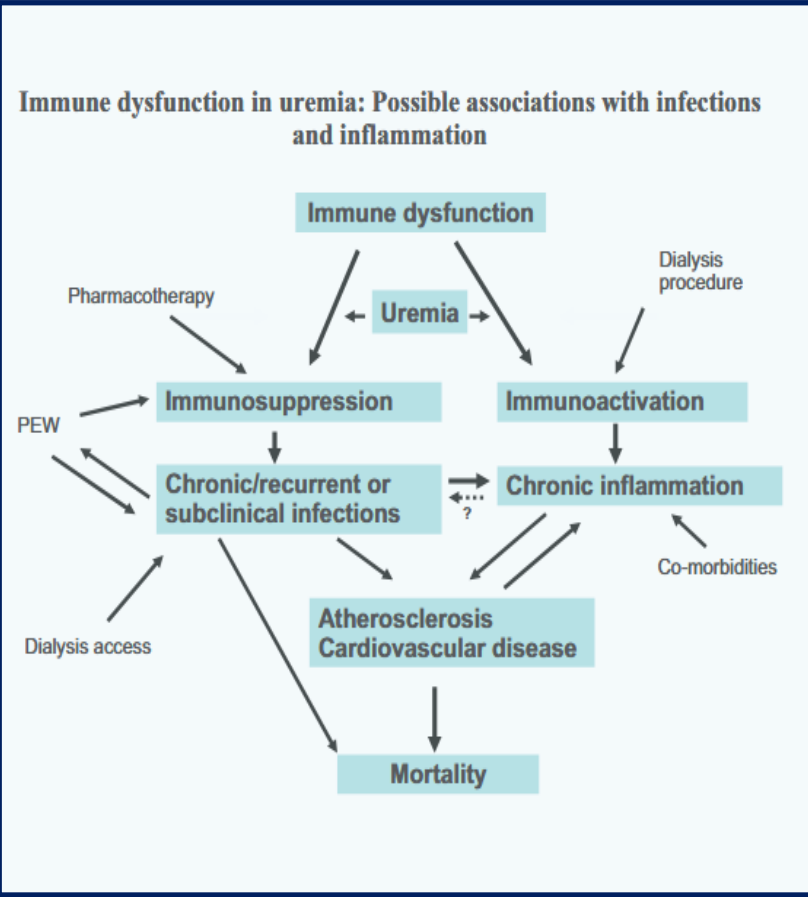 Immune dysfunction in uremia: Possible associations with infections
and inflammation
Immune dysfunction
Dialysis
procedure
Pharmacotherapy
Uremia
Immunosuppression
Immunoactivation
PEW
Chronic/recurrent or
subclinical infections
Chronic inflammation
?
Co-morbidities
Atherosclerosis
Cardiovascular disease
Dialysis access
Mortality